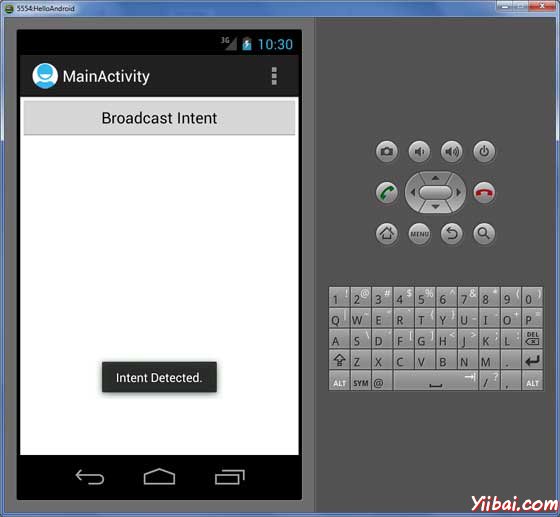 5554:HelloAndroid
3G 10:30
MainActivity
Broadcast Intent
Intent Detected.
MENU
1 ! 2 @ 3 # 4 $ 5 % 6 ^ 7 & 8 * 9 ( 0 )
Q | W ~ E " R ` T { Y } U _ I - O + P =
A S \ D ' F [ G ] H < J > K ; L : DEL
Z X C V B N M .
ALT SYM @ / ? , ALT
Yiibai.com